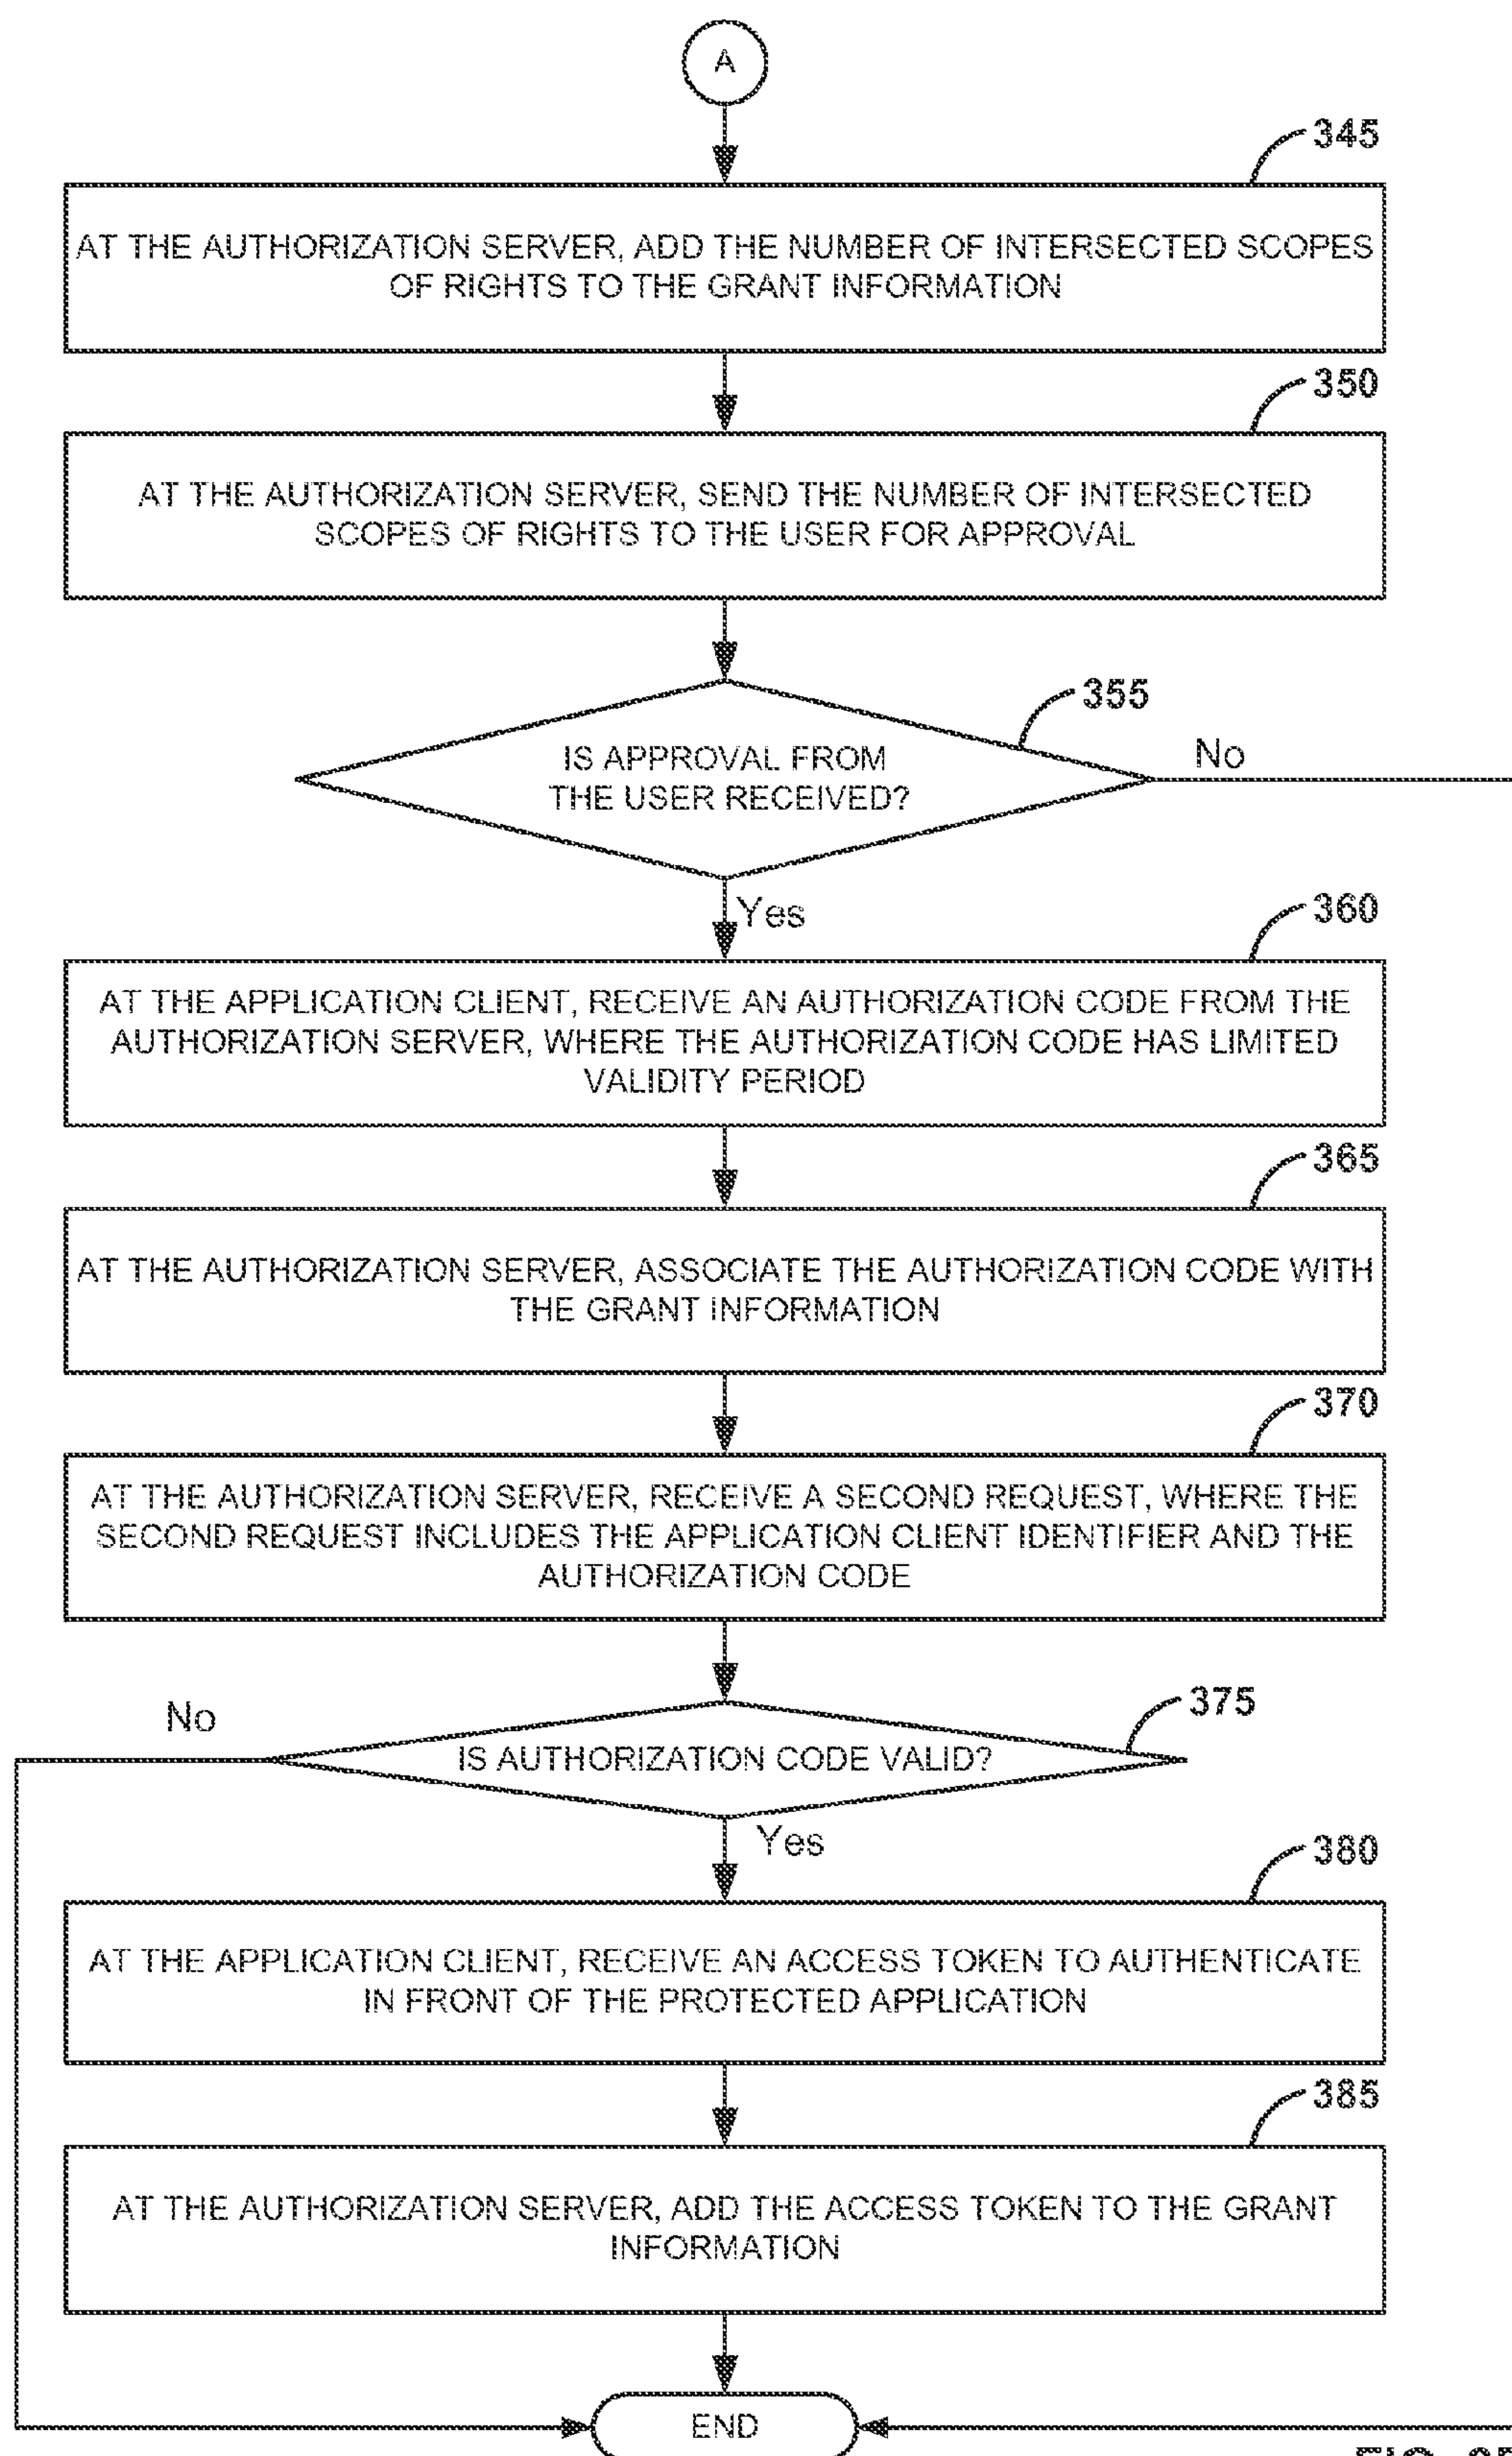 A
345
AT THE AUTHORIZATION SERVER, ADD THE NUMBER OF INTERSECTED SCOPES
OF RIGHTS TO THE GRANT INFORMATION
350
AT THE AUTHORIZATION SERVER, SEND THE NUMBER OF INTERSECTED
SCOPES OF RIGHTS TO THE USER FOR APPROVAL
355
IS APPROVAL FROM
THE USER RECEIVED?
No
Yes
360
AT THE APPLICATION CLIENT, RECEIVE AN AUTHORIZATION CODE FROM THE
AUTHORIZATION SERVER, WHERE THE AUTHORIZATION CODE HAS LIMITED
VALIDITY PERIOD
365
AT THE AUTHORIZATION SERVER, ASSOCIATE THE AUTHORIZATION CODE WITH
THE GRANT INFORMATION
370
AT THE AUTHORIZATION SERVER, RECEIVE A SECOND REQUEST, WHERE THE
SECOND REQUEST INCLUDES THE APPLICATION CLIENT IDENTIFIER AND THE
AUTHORIZATION CODE
375
No
IS AUTHORIZATION CODE VALID?
Yes
380
AT THE APPLICATION CLIENT, RECEIVE AN ACCESS TOKEN TO AUTHENTICATE
IN FRONT OF THE PROTECTED APPLICATION
385
AT THE AUTHORIZATION SERVER, ADD THE ACCESS TOKEN TO THE GRANT
INFORMATION
END